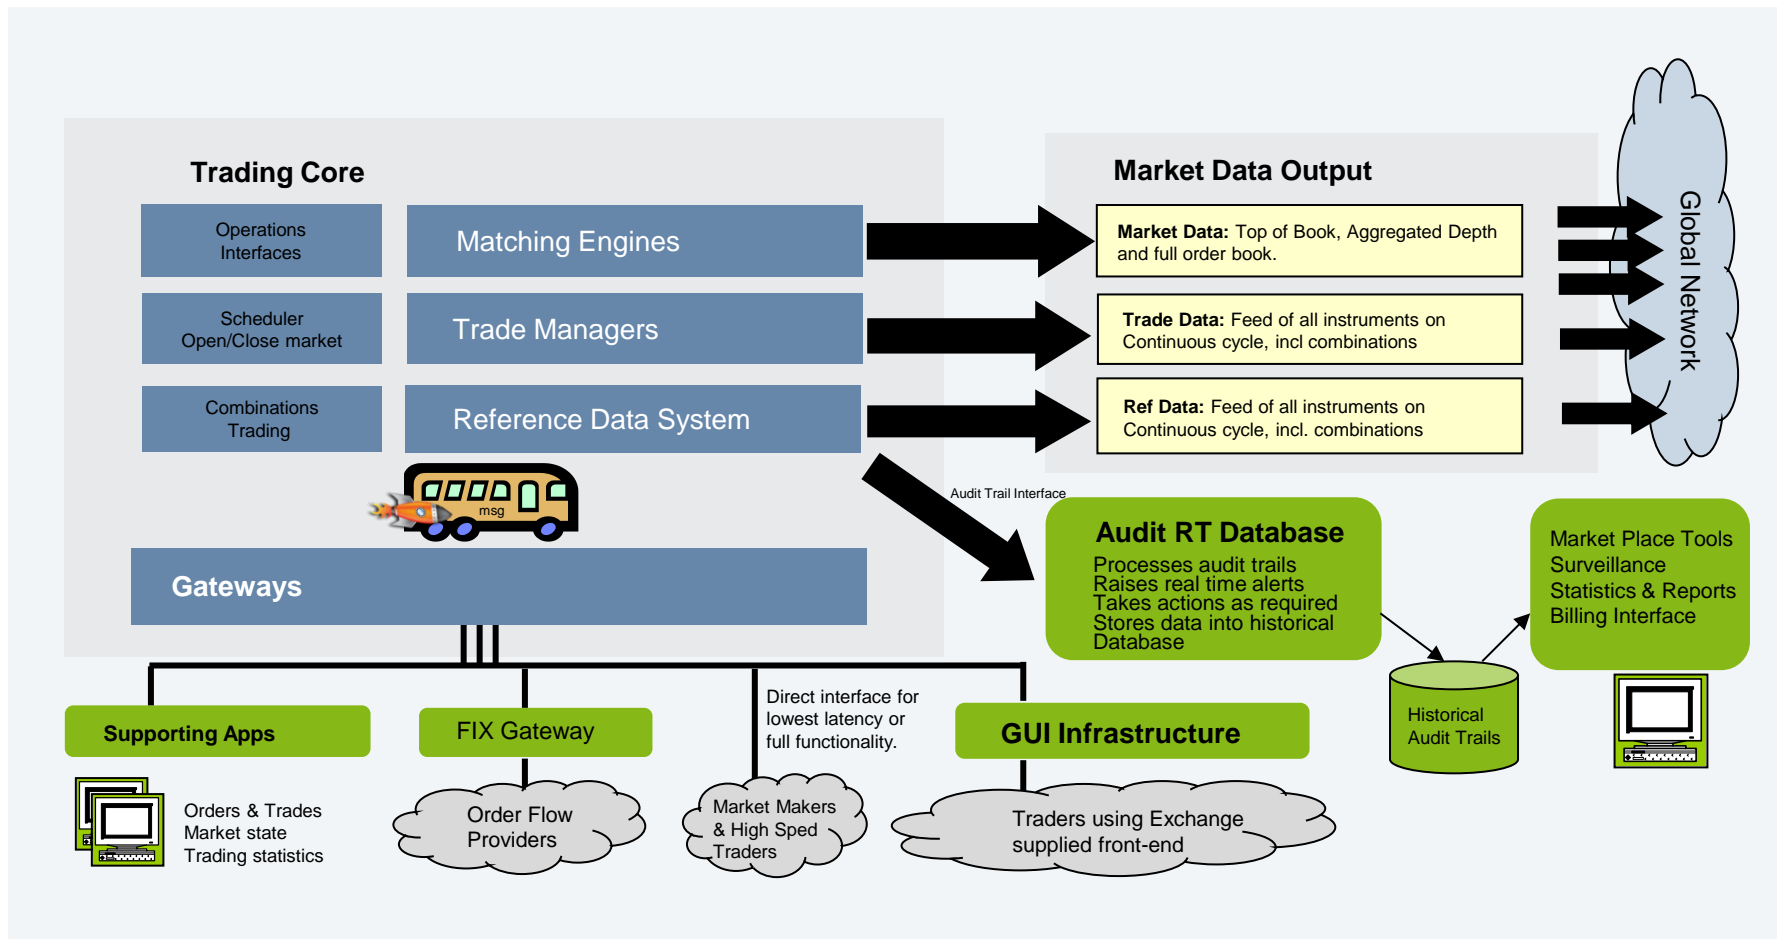 Trading Core
Operations
Interfaces
Matching Engines
Scheduler
Open/Close market
Trade Managers
Combinations
Trading
Reference Data System
msg
Gateways
Market Data Output
Market Data: Top of Book, Aggregated Depth
and full order book.
Trade Data: Feed of all instruments on
Continuous cycle, incl combinations
Ref Data: Feed of all instruments on
Continuous cycle, incl. combinations
Global Network
Audit Trail Interface
Audit RT Database
Processes audit trails
Raises real time alerts
Takes actions as required
Stores data into historical
Database
Market Place Tools
Surveillance
Statistics & Reports
Billing Interface
Historical
Audit Trails
Supporting Apps
FIX Gateway
Direct interface for
lowest latency or
full functionality.
GUI Infrastructure
Orders & Trades
Market state
Trading statistics
Order Flow
Providers
Market Makers
& High Sped
Traders
Traders using Exchange
supplied front-end